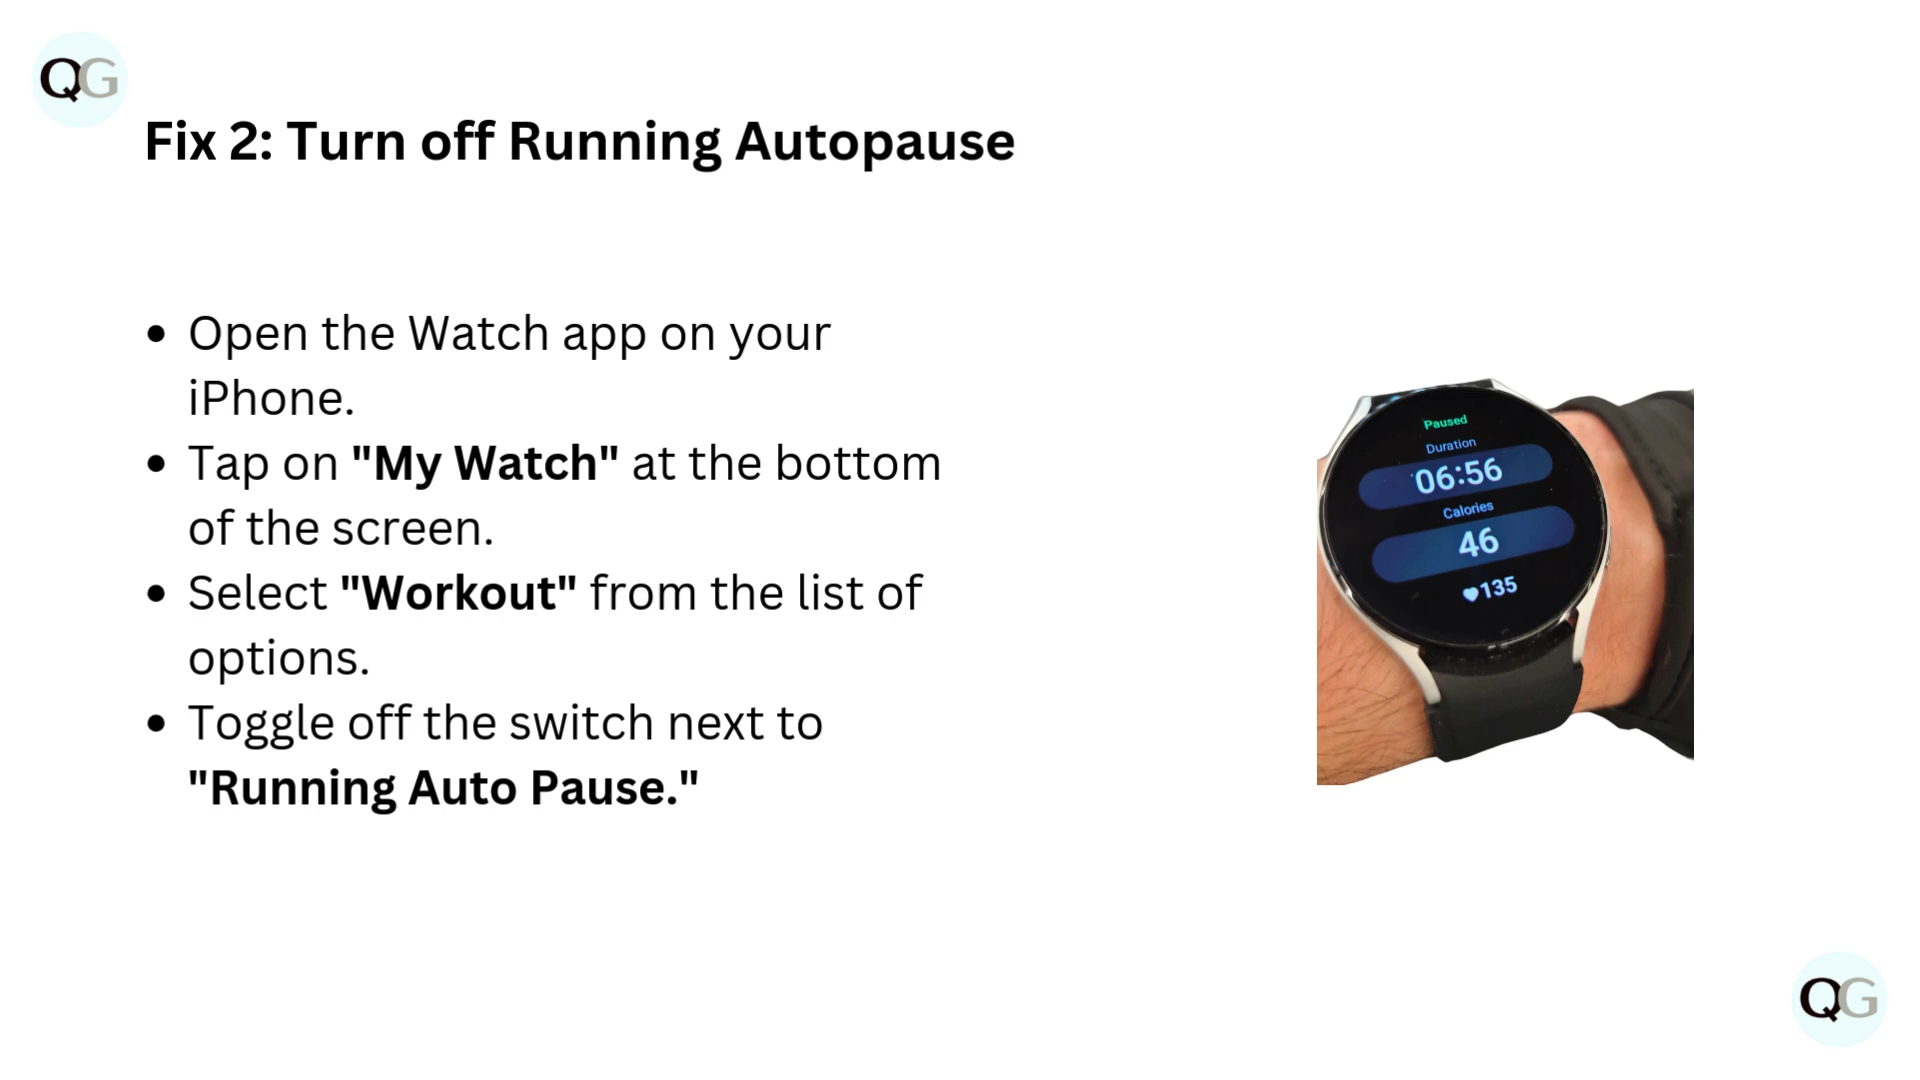 QG
Fix 2: Turn off Running Autopause
• Open the Watch app on your
iPhone.
• Tap on "My Watch" at the bottom
of the screen.
• Select "Workout" from the list of
options.
• Toggle off the switch next to
"Running Auto Pause."
Paused
Duration
06:56
Calories
46
135
QG